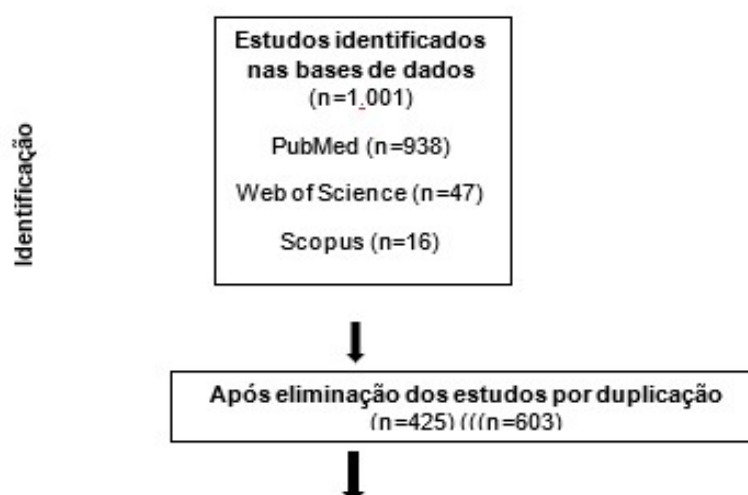 Estudos identificados
nas bases de dados
(n=1.001)
PubMed (n=938)
Web of Science (n=47)
Scopus (n=16)
Identificação
Após eliminação dos estudos por duplicação
(n=425) (((n=603)